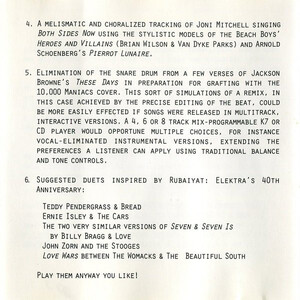 4. A melismatic and choralized tracking of Joni Mitchell singing
Both Sides Now using the stylistic models of the Beach Boys'
Heroes and Villains (Brian Wilson & Van Dyke Parks) and Arnold
Schoenberg's Pierrot Lunaire.
5. Elimination of the snare drum from a few verses of Jackson
Browne's These Days in preparation for grafting with the
10,000 Maniacs cover. This sort of simulations of a remix, in
this case achieved by the precise editing of the beat, could
be more easily effected if songs were released in multitrack,
interactive versions. A 4, 6 or 8 track mix-programmable K7 or
CD player would opportune multiple choices, for instance
vocal-eliminated instrumental versions, extending the
preferences a listener can apply using traditional balance
and tone controls.
6. Suggested duets inspired by Rubaiyat: Elektra's 40th
Anniversary:
Teddy Pendergrass & Bread
Ernie Isley & The Cars
The two very similar versions of Seven & Seven Is
by Billy Bragg & Love
John Zorn and the Stooges
Love Wars between The Womacks & The Beautiful South
Play them anyway you like!